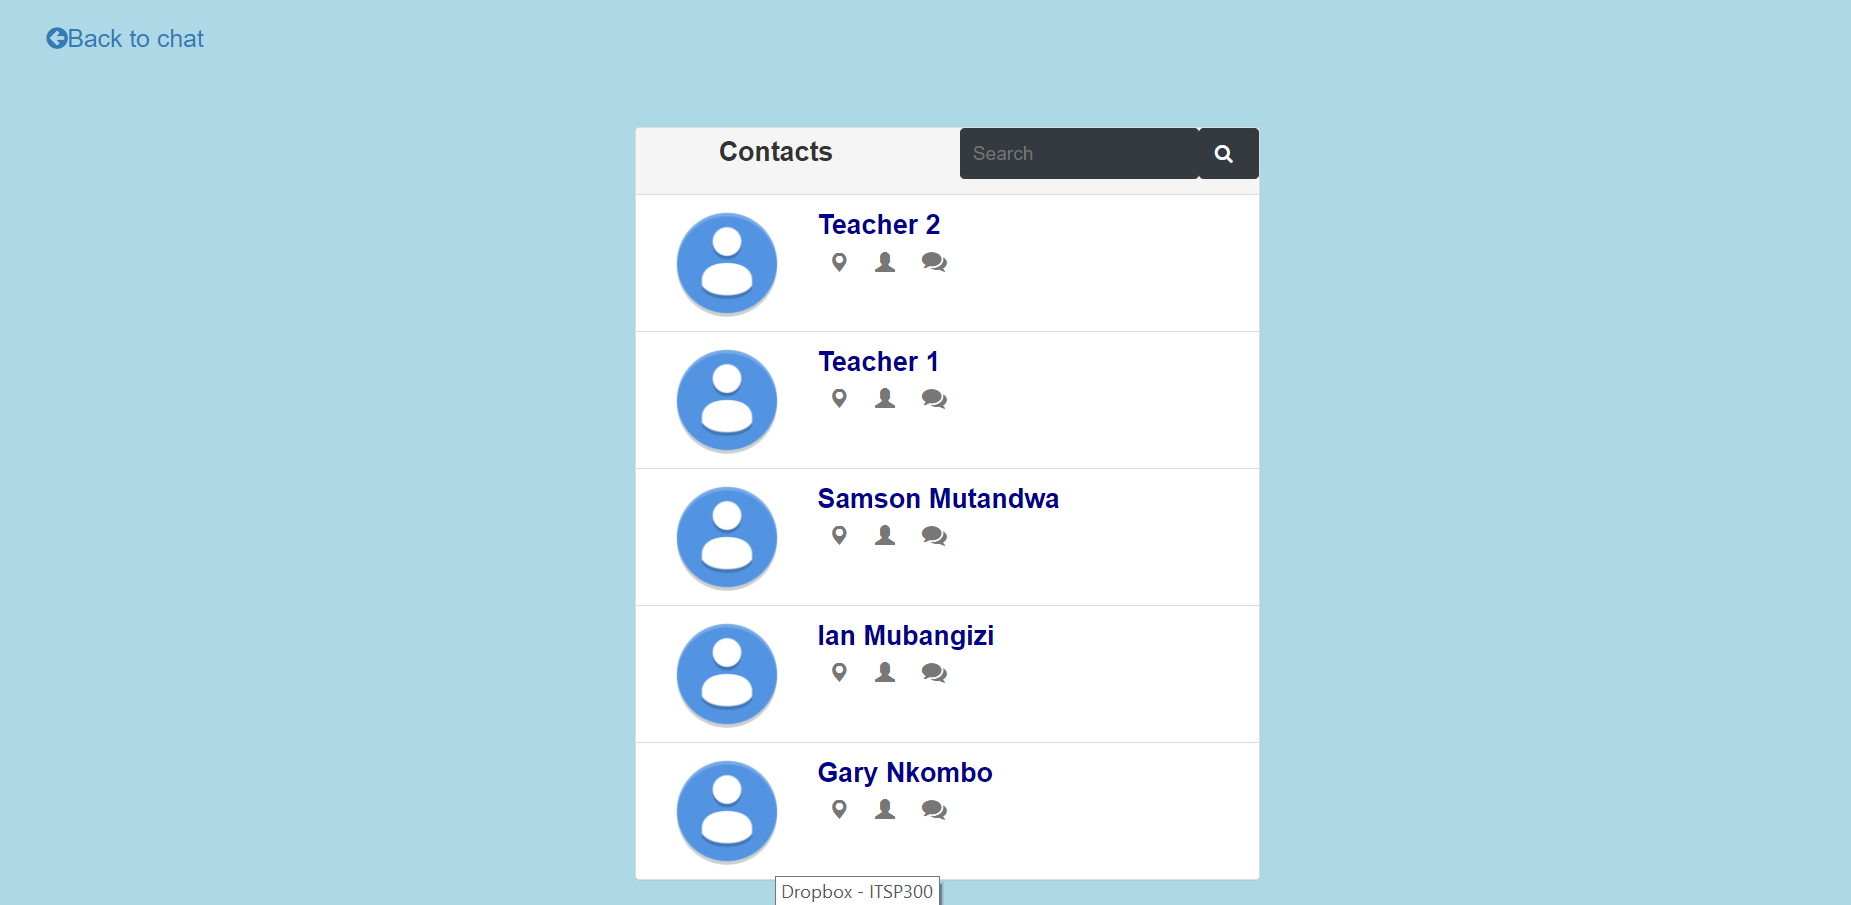 Back to chat
Contacts
Search
Teacher 2
Teacher 1
Samson Mutandwa
Ian Mubangizi
Gary Nkombo
Dropbox - ITSP300